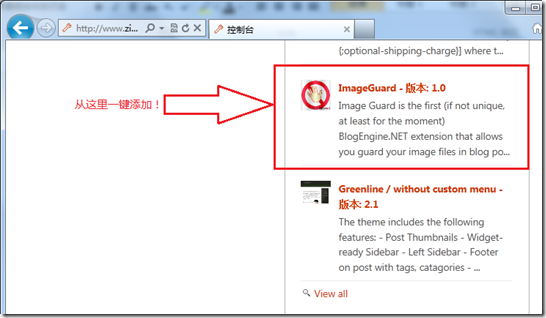 http://www.zi...
控制台
{;optional-shipping-charge}] where t...
从这里一键添加！
ImageGuard - 版本: 1.0
Image Guard is the first (if not unique,
at least for the moment)
BlogEngine.NET extension that allows
you guard your image files in blog po...
Greenline / without custom menu -
版本: 2.1
The theme includes the following
features: - Post Thumbnails - Widget-
ready Sidebar - Left Sidebar - Footer
on post with tags, catagories - ...
View all